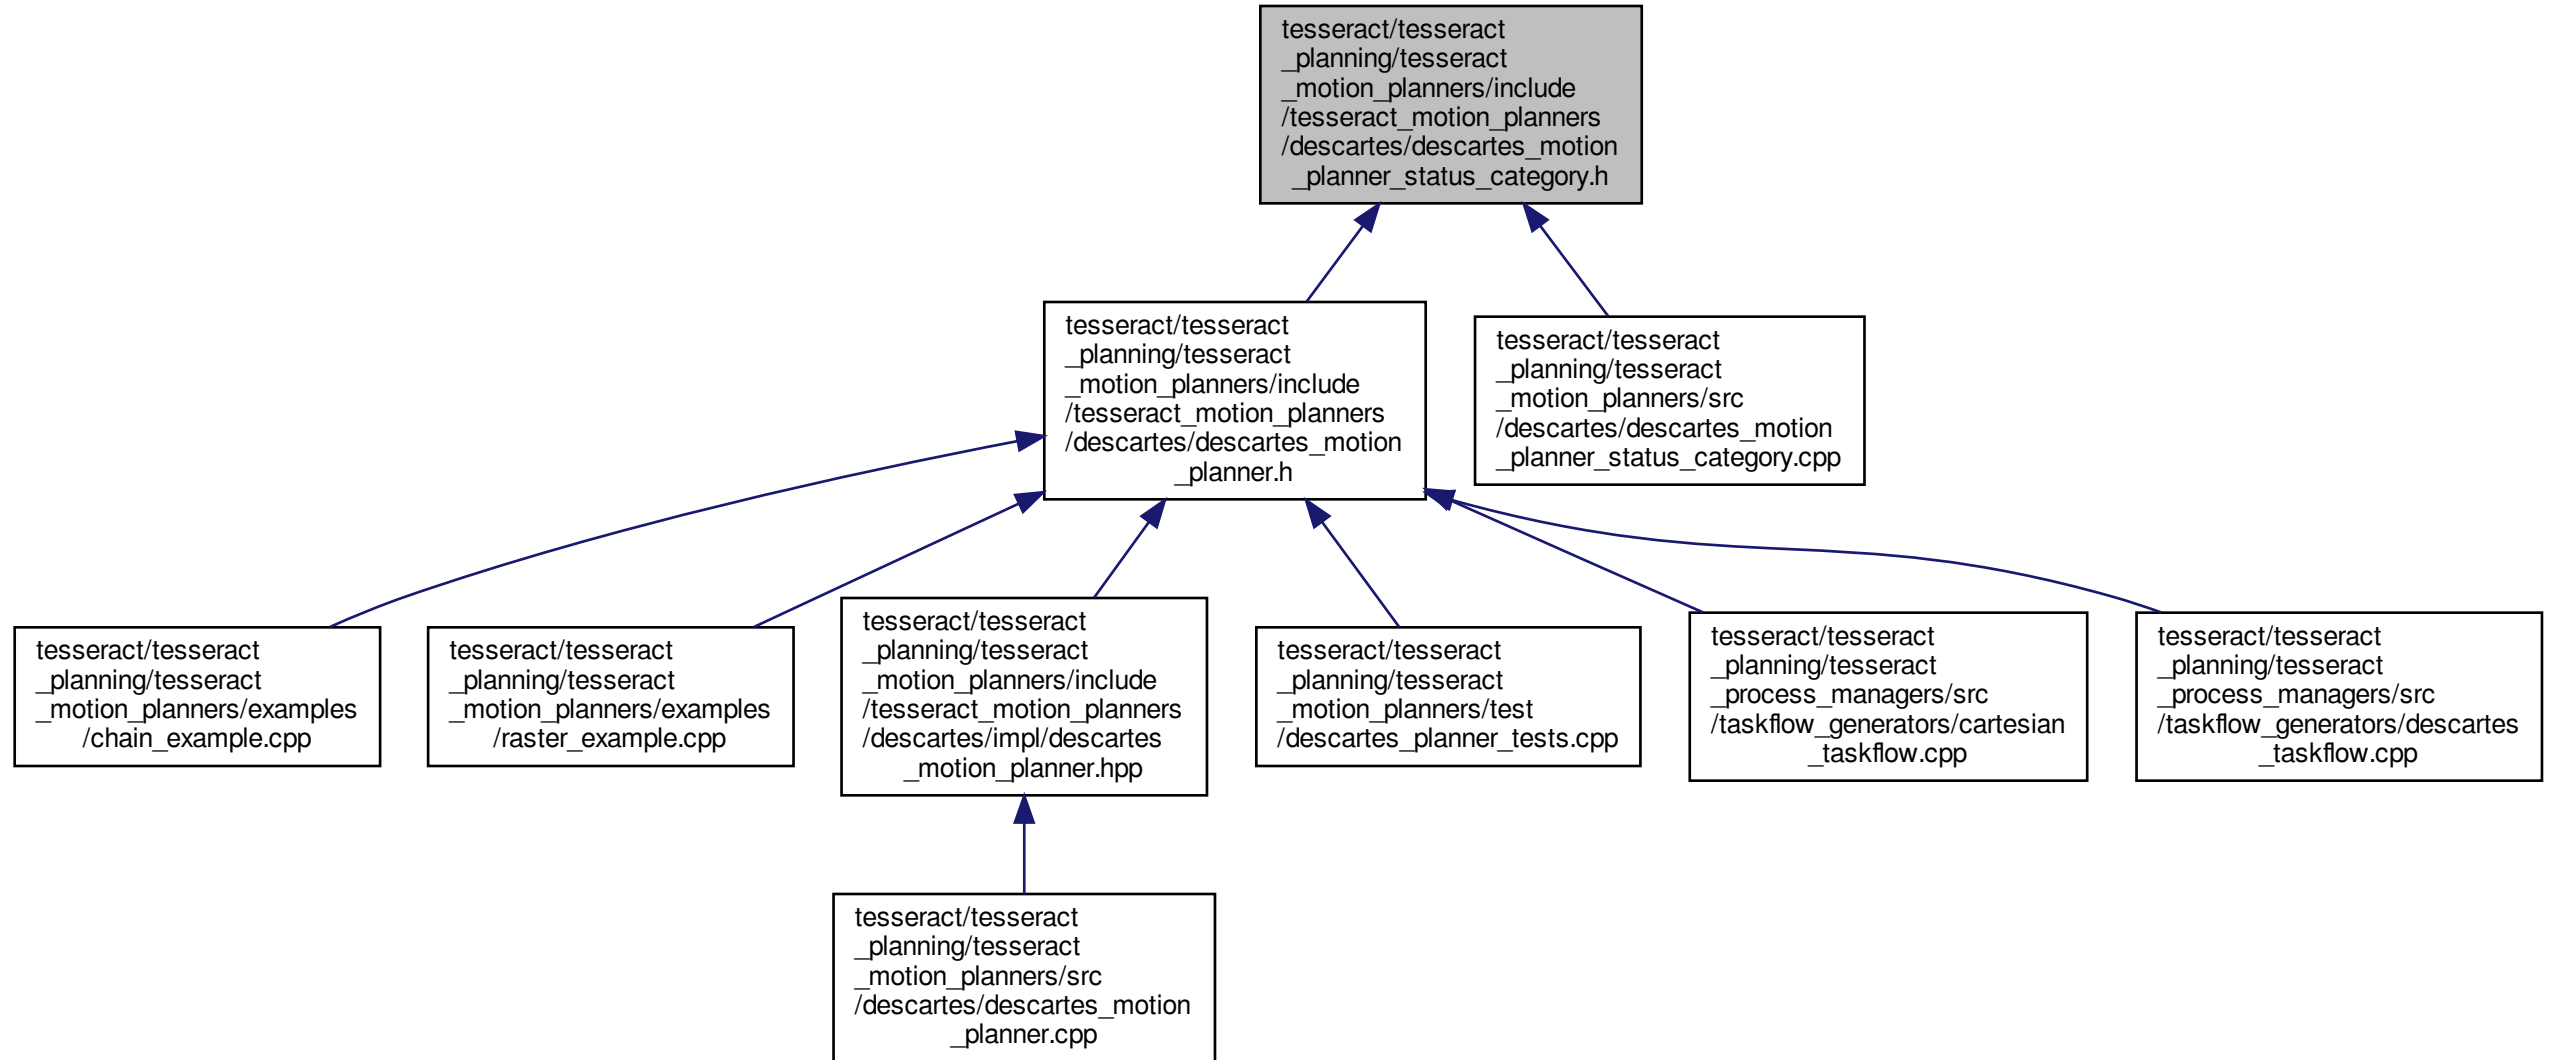 tesseract/tesseract
_planning/tesseract
_motion_planners/include
/tesseract_motion_planners
/descartes/descartes_motion
_planner_status_category.h
tesseract/tesseract
_planning/tesseract
_motion_planners/include
/tesseract_motion_planners
/descartes/descartes_motion
_planner.h
tesseract/tesseract
_planning/tesseract
_motion_planners/src
/descartes/descartes_motion
_planner_status_category.cpp
tesseract/tesseract
_planning/tesseract
_motion_planners/examples
/chain_example.cpp
tesseract/tesseract
_planning/tesseract
_motion_planners/examples
/raster_example.cpp
tesseract/tesseract
_planning/tesseract
_motion_planners/include
/tesseract_motion_planners
/descartes/impl/descartes
_motion_planner.hpp
tesseract/tesseract
_planning/tesseract
_motion_planners/test
/descartes_planner_tests.cpp
tesseract/tesseract
_planning/tesseract
_process_managers/src
/taskflow_generators/cartesian
_taskflow.cpp
tesseract/tesseract
_planning/tesseract
_process_managers/src
/taskflow_generators/descartes
_taskflow.cpp
tesseract/tesseract
_planning/tesseract
_motion_planners/src
/descartes/descartes_motion
_planner.cpp